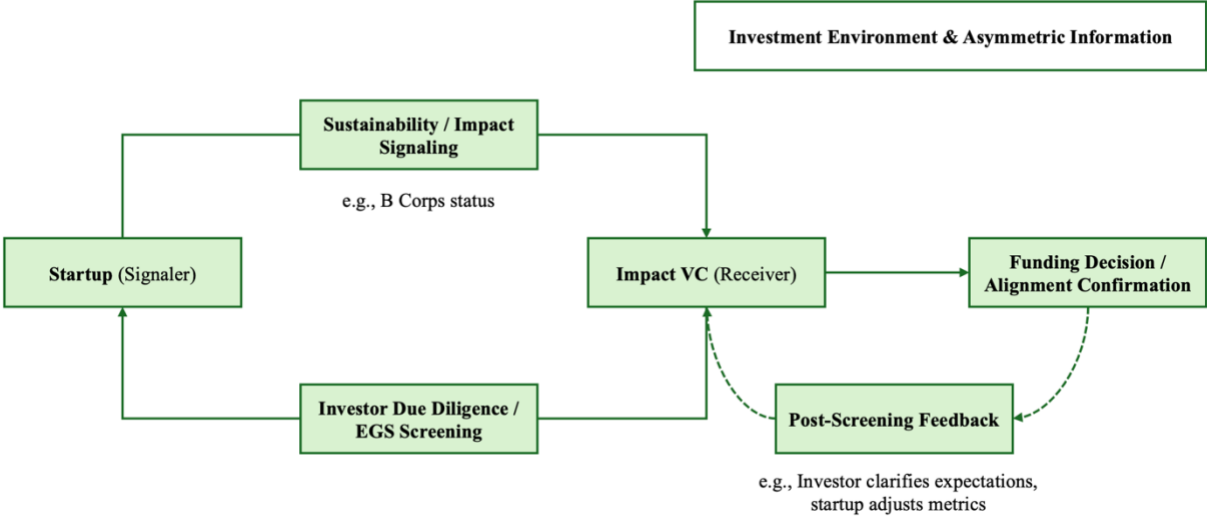 Investment Environment & Asymmetric Information
Sustainability / Impact
Signaling
e.g., B Corps status
Startup (Signaler)
Impact VC (Receiver)
Funding Decision /
Alignment Confirmation
Investor Due Diligence /
EGS Screening
Post-Screening Feedback
e.g., Investor clarifies expectations,
startup adjusts metrics